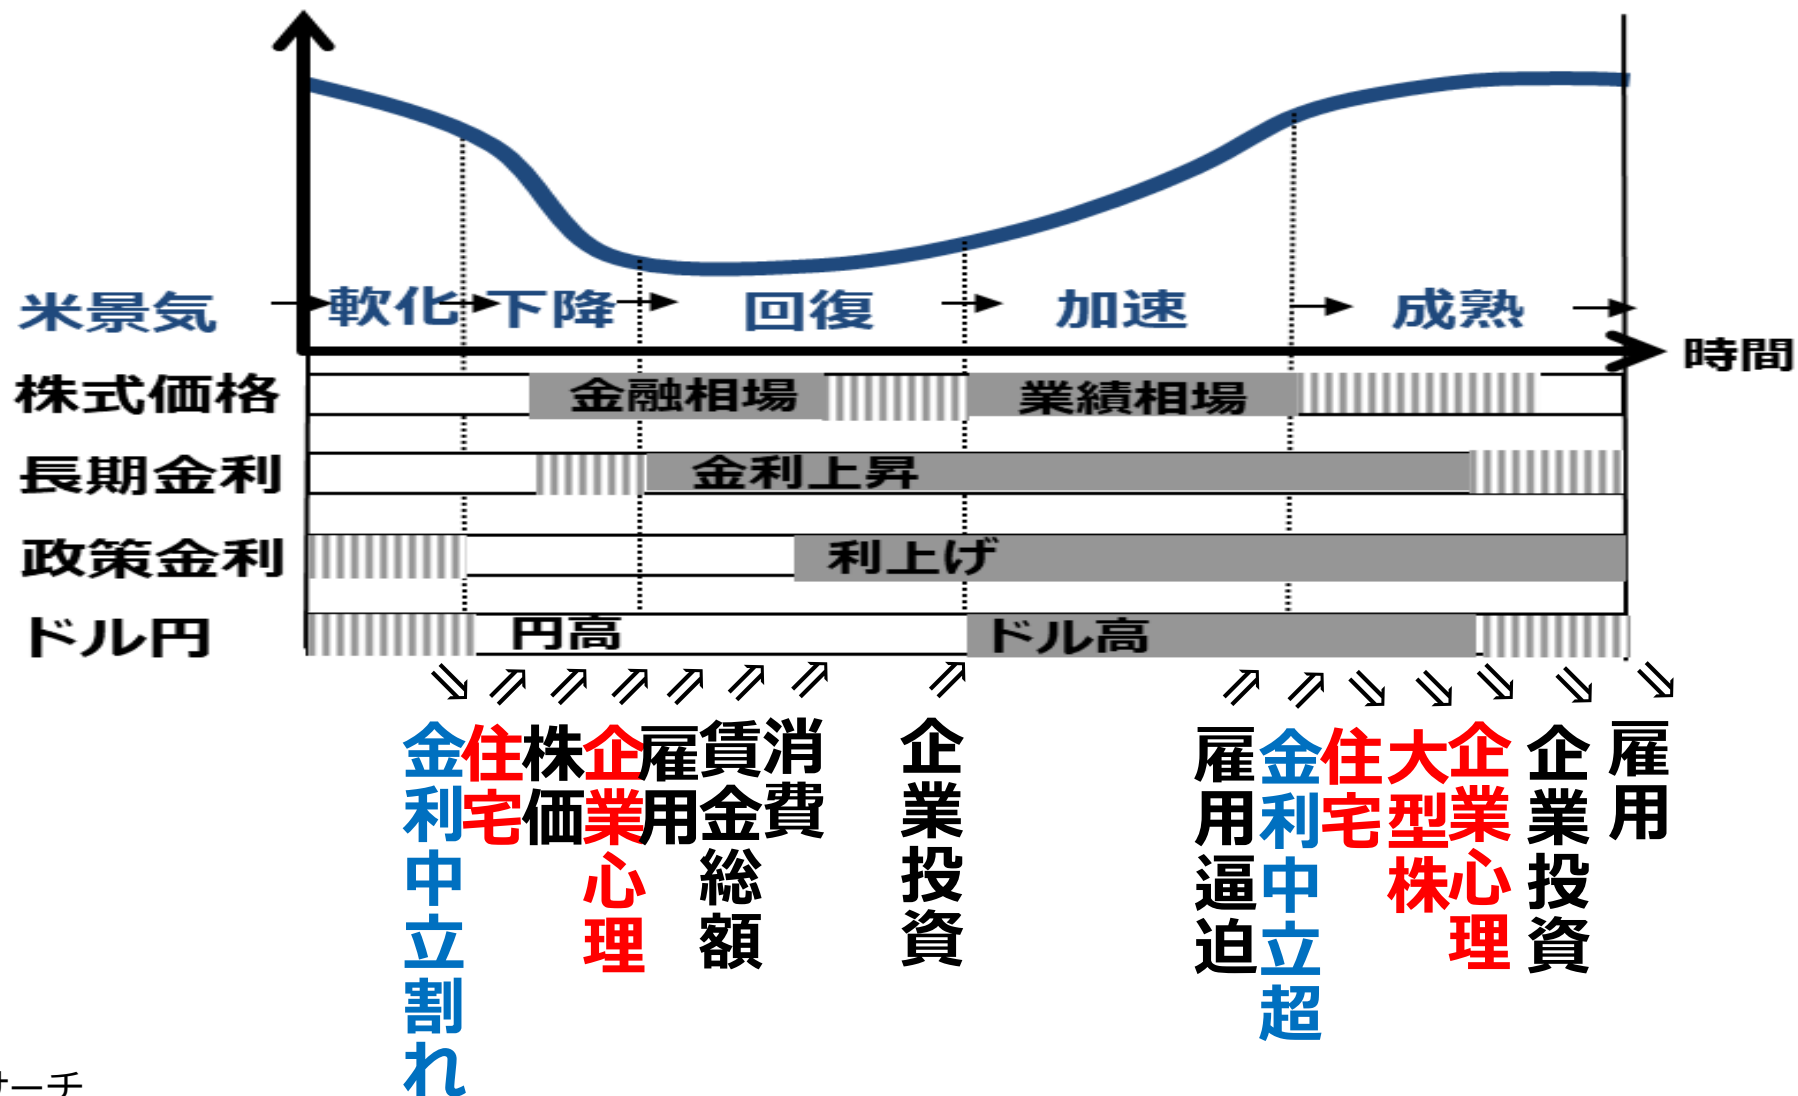 米景気 軟化 下降 回復 加速 成熟
時間
株式価格 金融相場 業績相場
長期金利 金利上昇
政策金利 利上げ
ドル円 円高 ドル高
金利中立割れ
住宅
株価
企業心理
雇用
賃金総額
消費
企業投資
雇用逼迫
金利中立超
住宅
大型株
企業心理
企業投資
雇用
サーチ